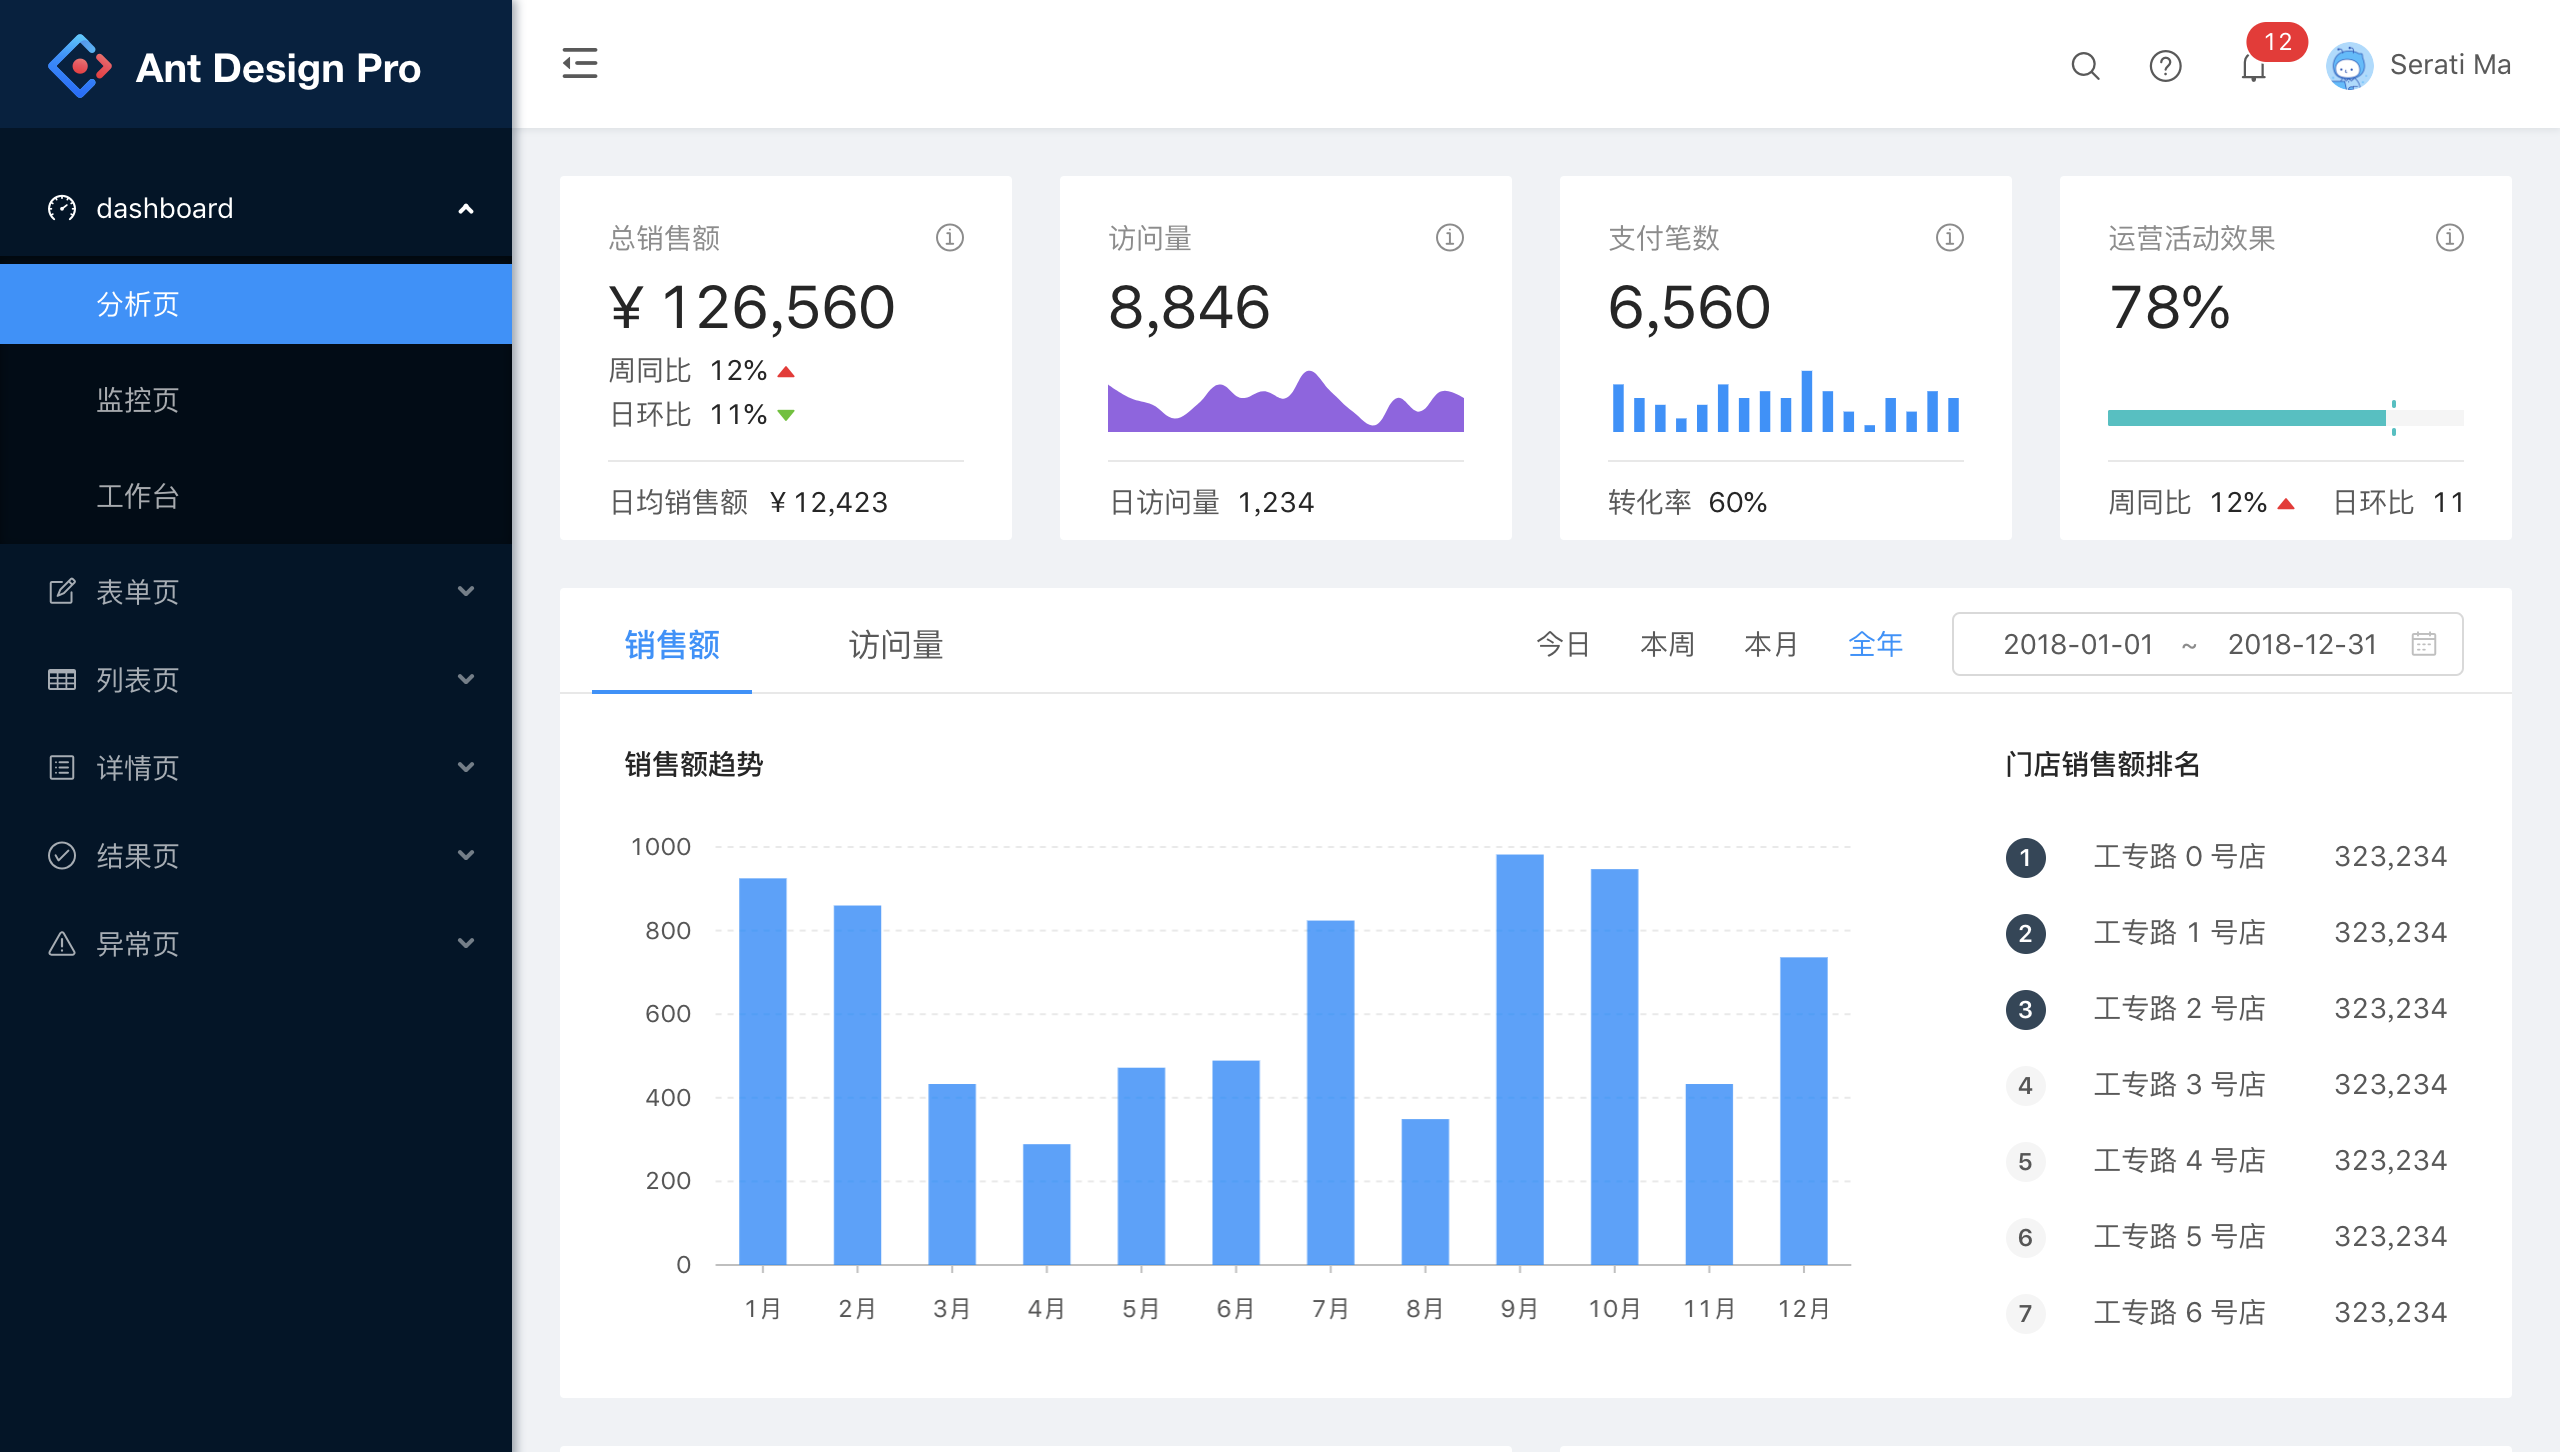 Ant Design Pro
12
Serati Ma
dashboard
分析页
监控页
工作台
表单页
列表页
详情页
结果页
异常页
总销售额
¥ 126,560
周同比 12%
日环比 11%
日均销售额 ¥ 12,423
访问量
8,846
日访问量 1,234
支付笔数
6,560
转化率 60%
运营活动效果
78%
周同比 12% 日环比 11
销售额 访问量 今日 本周 本月 全年 2018-01-01 ~ 2018-12-31
销售额趋势
1000
800
600
400
200
0
1月 2月 3月 4月 5月 6月 7月 8月 9月 10月 11月 12月
门店销售额排名
1 工专路 0 号店 323,234
2 工专路 1 号店 323,234
3 工专路 2 号店 323,234
4 工专路 3 号店 323,234
5 工专路 4 号店 323,234
6 工专路 5 号店 323,234
7 工专路 6 号店 323,234